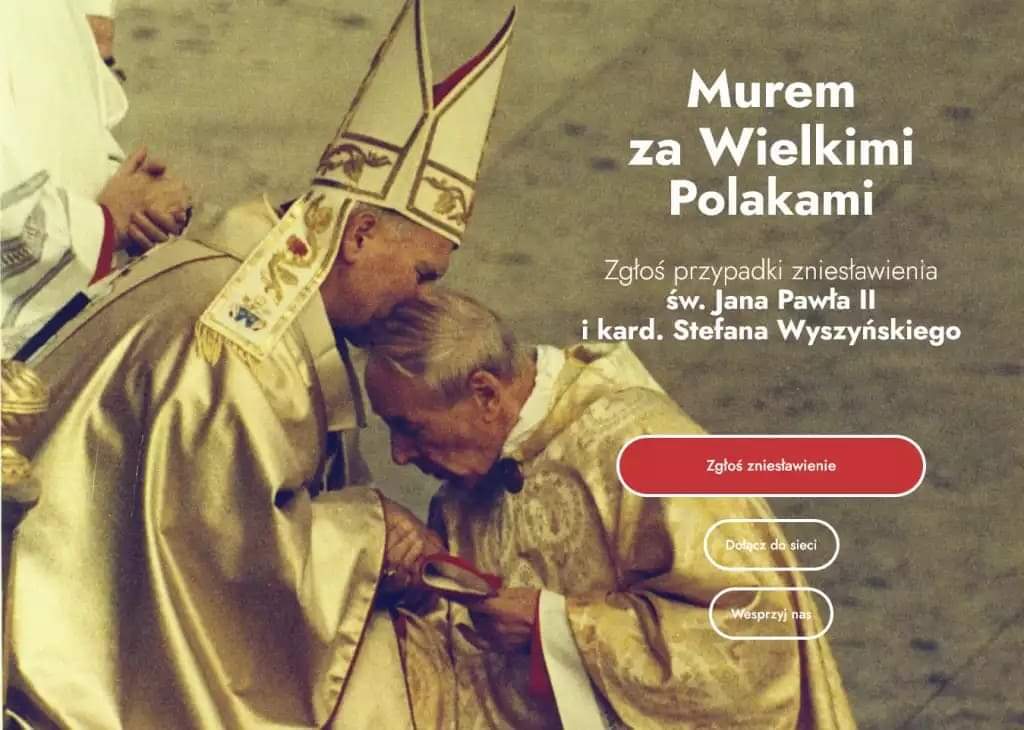 Murem
za Wielkimi
Polakami
Zgłoś przypadki zniesławienia
św. Jana Pawła II
i kard. Stefana Wyszyńskiego
Zgłoś zniesławienie
Dołącz do sieci
Wesprzyj nas